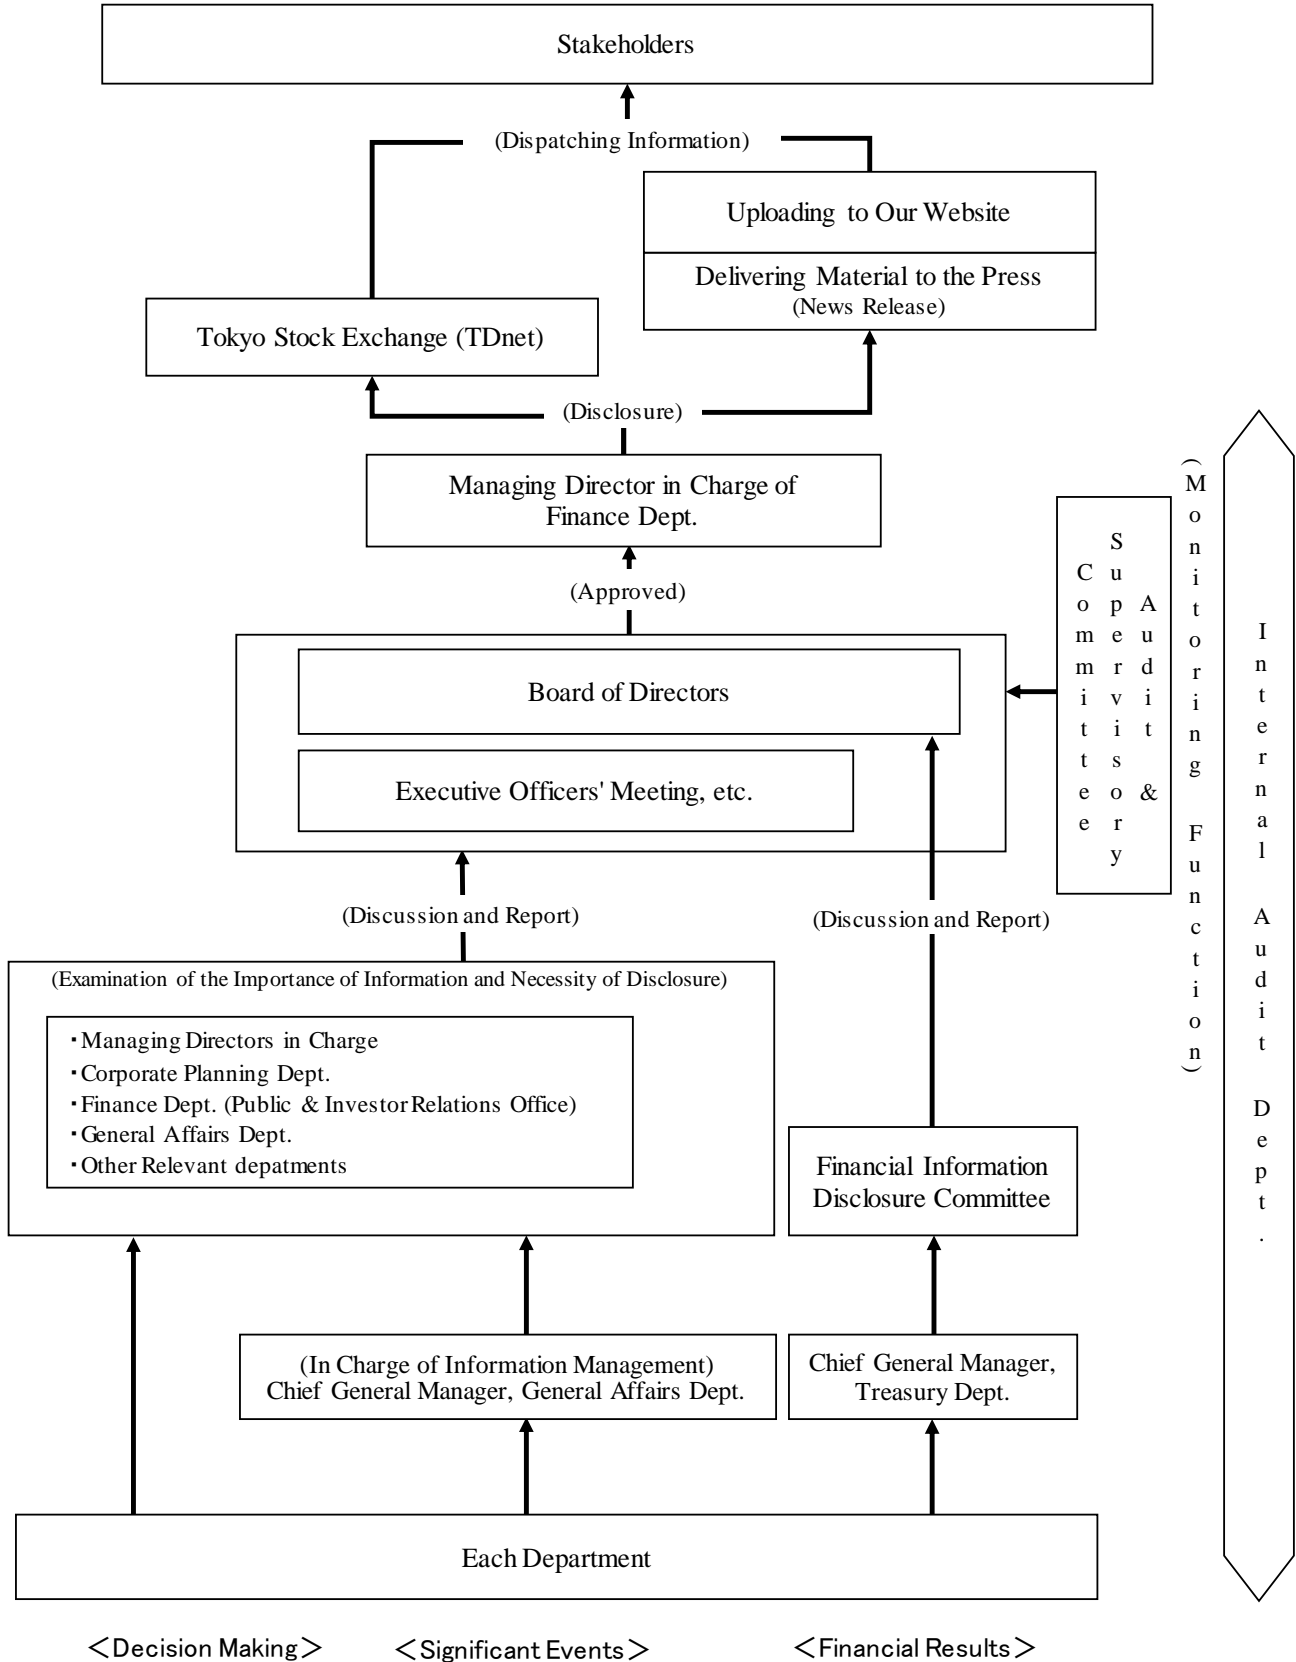 Stakeholders
(Dispatching Information)
Uploading to Our Website
Delivering Material to the Press
(News Release)
Tokyo Stock Exchange (TDnet)
(Disclosure)
Managing Director in Charge of
Finance Dept.
(Approved)
Board of Directors
Executive Officers' Meeting, etc.
Audit &
Supervisory
Committee
(Monitoring Function)
Internal Audit Dept.
(Discussion and Report)
(Discussion and Report)
(Examination of the Importance of Information and Necessity of Disclosure)
・Managing Directors in Charge
・Corporate Planning Dept.
・Finance Dept. (Public & Investor Relations Office)
・General Affairs Dept.
・Other Relevant depatments
Financial Information
Disclosure Committee
(In Charge of Information Management)
Chief General Manager, General Affairs Dept.
Chief General Manager,
Treasury Dept.
Each Department
＜Decision Making＞
＜Significant Events＞
＜Financial Results＞